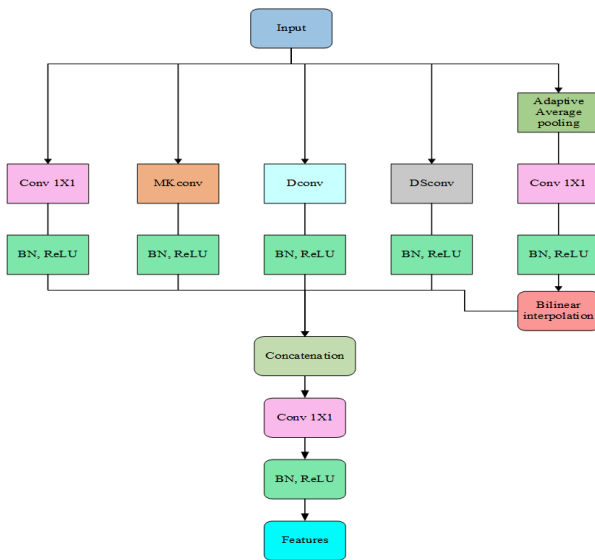 Input
Adaptive
Average
pooling
Conv 1X1
MKconv
Dconv
DSconv
Conv 1X1
BN, ReLU
BN, ReLU
BN, ReLU
BN, ReLU
BN, ReLU
Bilinear
interpolation
Concatenation
Conv 1X1
BN, ReLU
Features